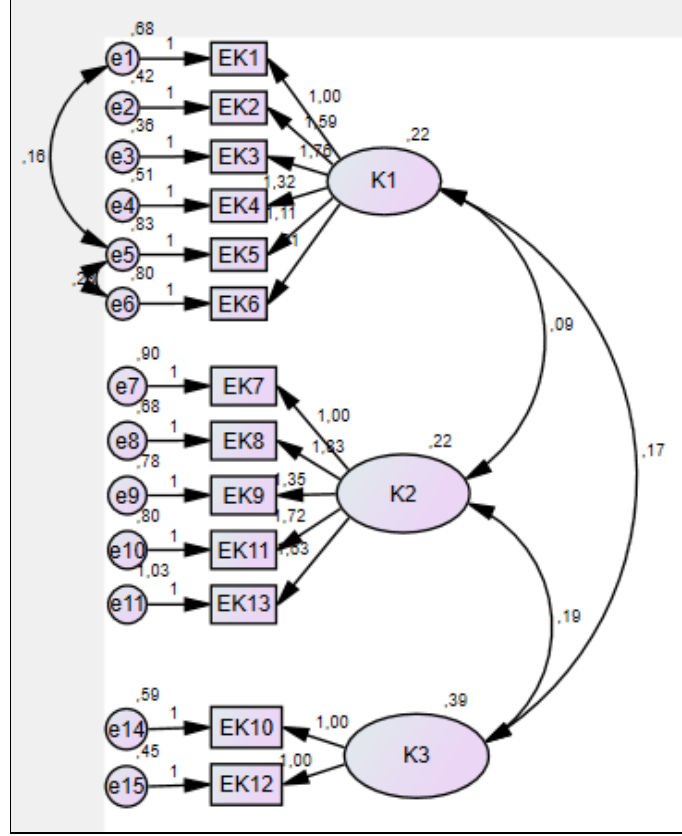 ,68
e1 1 EK1
,42
e2 1 EK2
,36
e3 1 EK3
,51
e4 1 EK4
,83
e5 1 EK5
,80
e6 1 EK6
,16
1,00
1,59
1,32
1,11
,22
K1
,09
,17
,90
e7 1 EK7
,68
e8 1 EK8
,78
e9 1 EK9
,80
e10 1 EK11
1,03
e11 1 EK13
1,00
1,83
1,35
1,72
1,63
,22
K2
,19
,59
e14 1 EK10
,45
e15 1 EK12
1,00
1,00
,39
K3